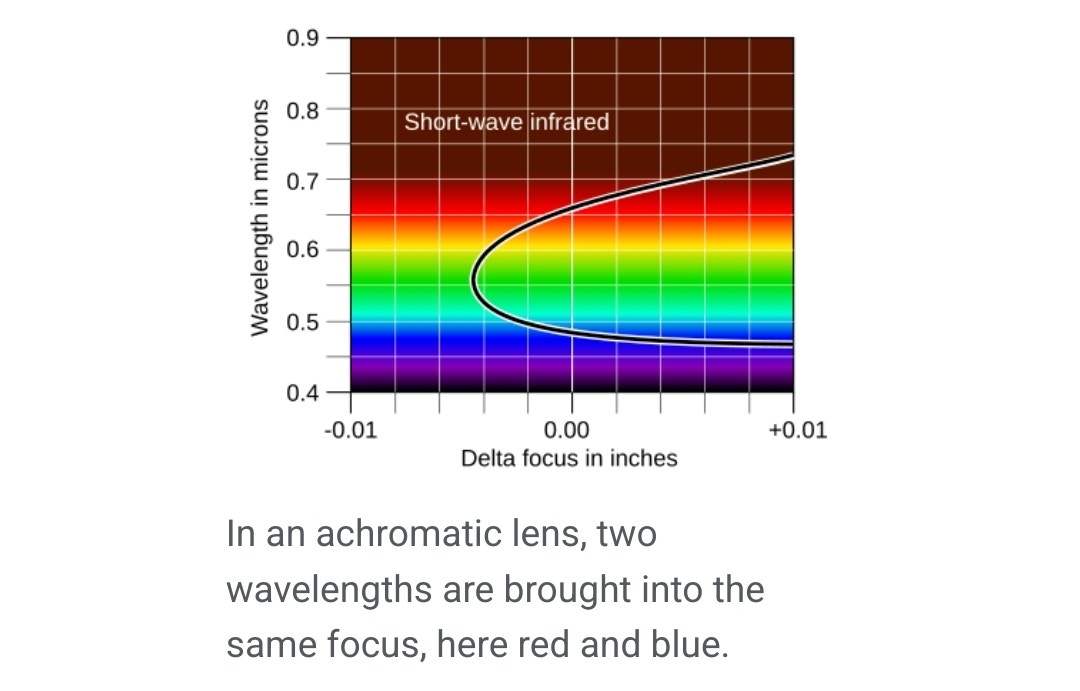 0.9
0.8
Short-wave infrared
0.7
0.6
0.5
0.4
Wavelength in microns
-0.01
0.00
+0.01
Delta focus in inches
In an achromatic lens, two
wavelengths are brought into the
same focus, here red and blue.